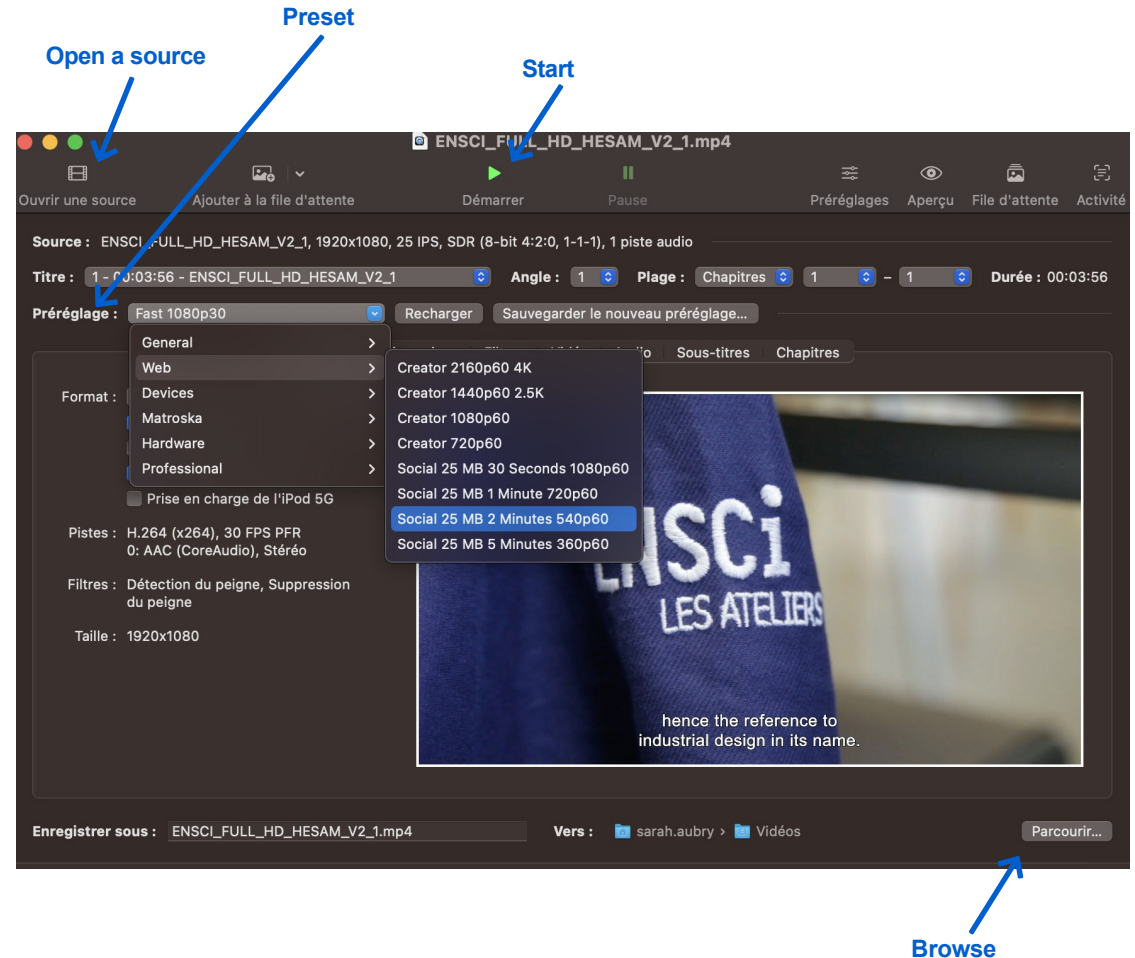 Preset
Open a source
Start
ENSCI_FULL_HD_HESAM_V2_1.mp4
Ouvrir une source
Ajouter à la file d'attente
Démarrer
Pause
Préréglages
Aperçu
File d'attente
Activité
Source : ENSCI_FULL_HD_HESAM_V2_1, 1920x1080, 25 IPS, SDR (8-bit 4:2:0, 1-1-1), 1 piste audio
Titre : 1 - 00:03:56 - ENSCI_FULL_HD_HESAM_V2_1 Angle : 1 Plage : Chapitres 1 – 1 Durée : 00:03:56
Préréglage : Fast 1080p30 Recharger Sauvegarder le nouveau préréglage...
General
Web
Devices
Matroska
Hardware
Professional
Sous-titres Chapitres
Creator 2160p60 4K
Creator 1440p60 2.5K
Creator 1080p60
Creator 720p60
Social 25 MB 30 Seconds 1080p60
Social 25 MB 1 Minute 720p60
Social 25 MB 2 Minutes 540p60
Social 25 MB 5 Minutes 360p60
Format :
Prise en charge de l'iPod 5G
Pistes : H.264 (x264), 30 FPS PFR
0: AAC (CoreAudio), Stéréo
Filtres : Détection du peigne, Suppression
du peigne
Taille : 1920x1080
ENSCi
LES ATELIERS
hence the reference to
industrial design in its name.
Enregistrer sous : ENSCI_FULL_HD_HESAM_V2_1.mp4 Vers : sarah.aubry › Vidéos Parcourir...
Browse